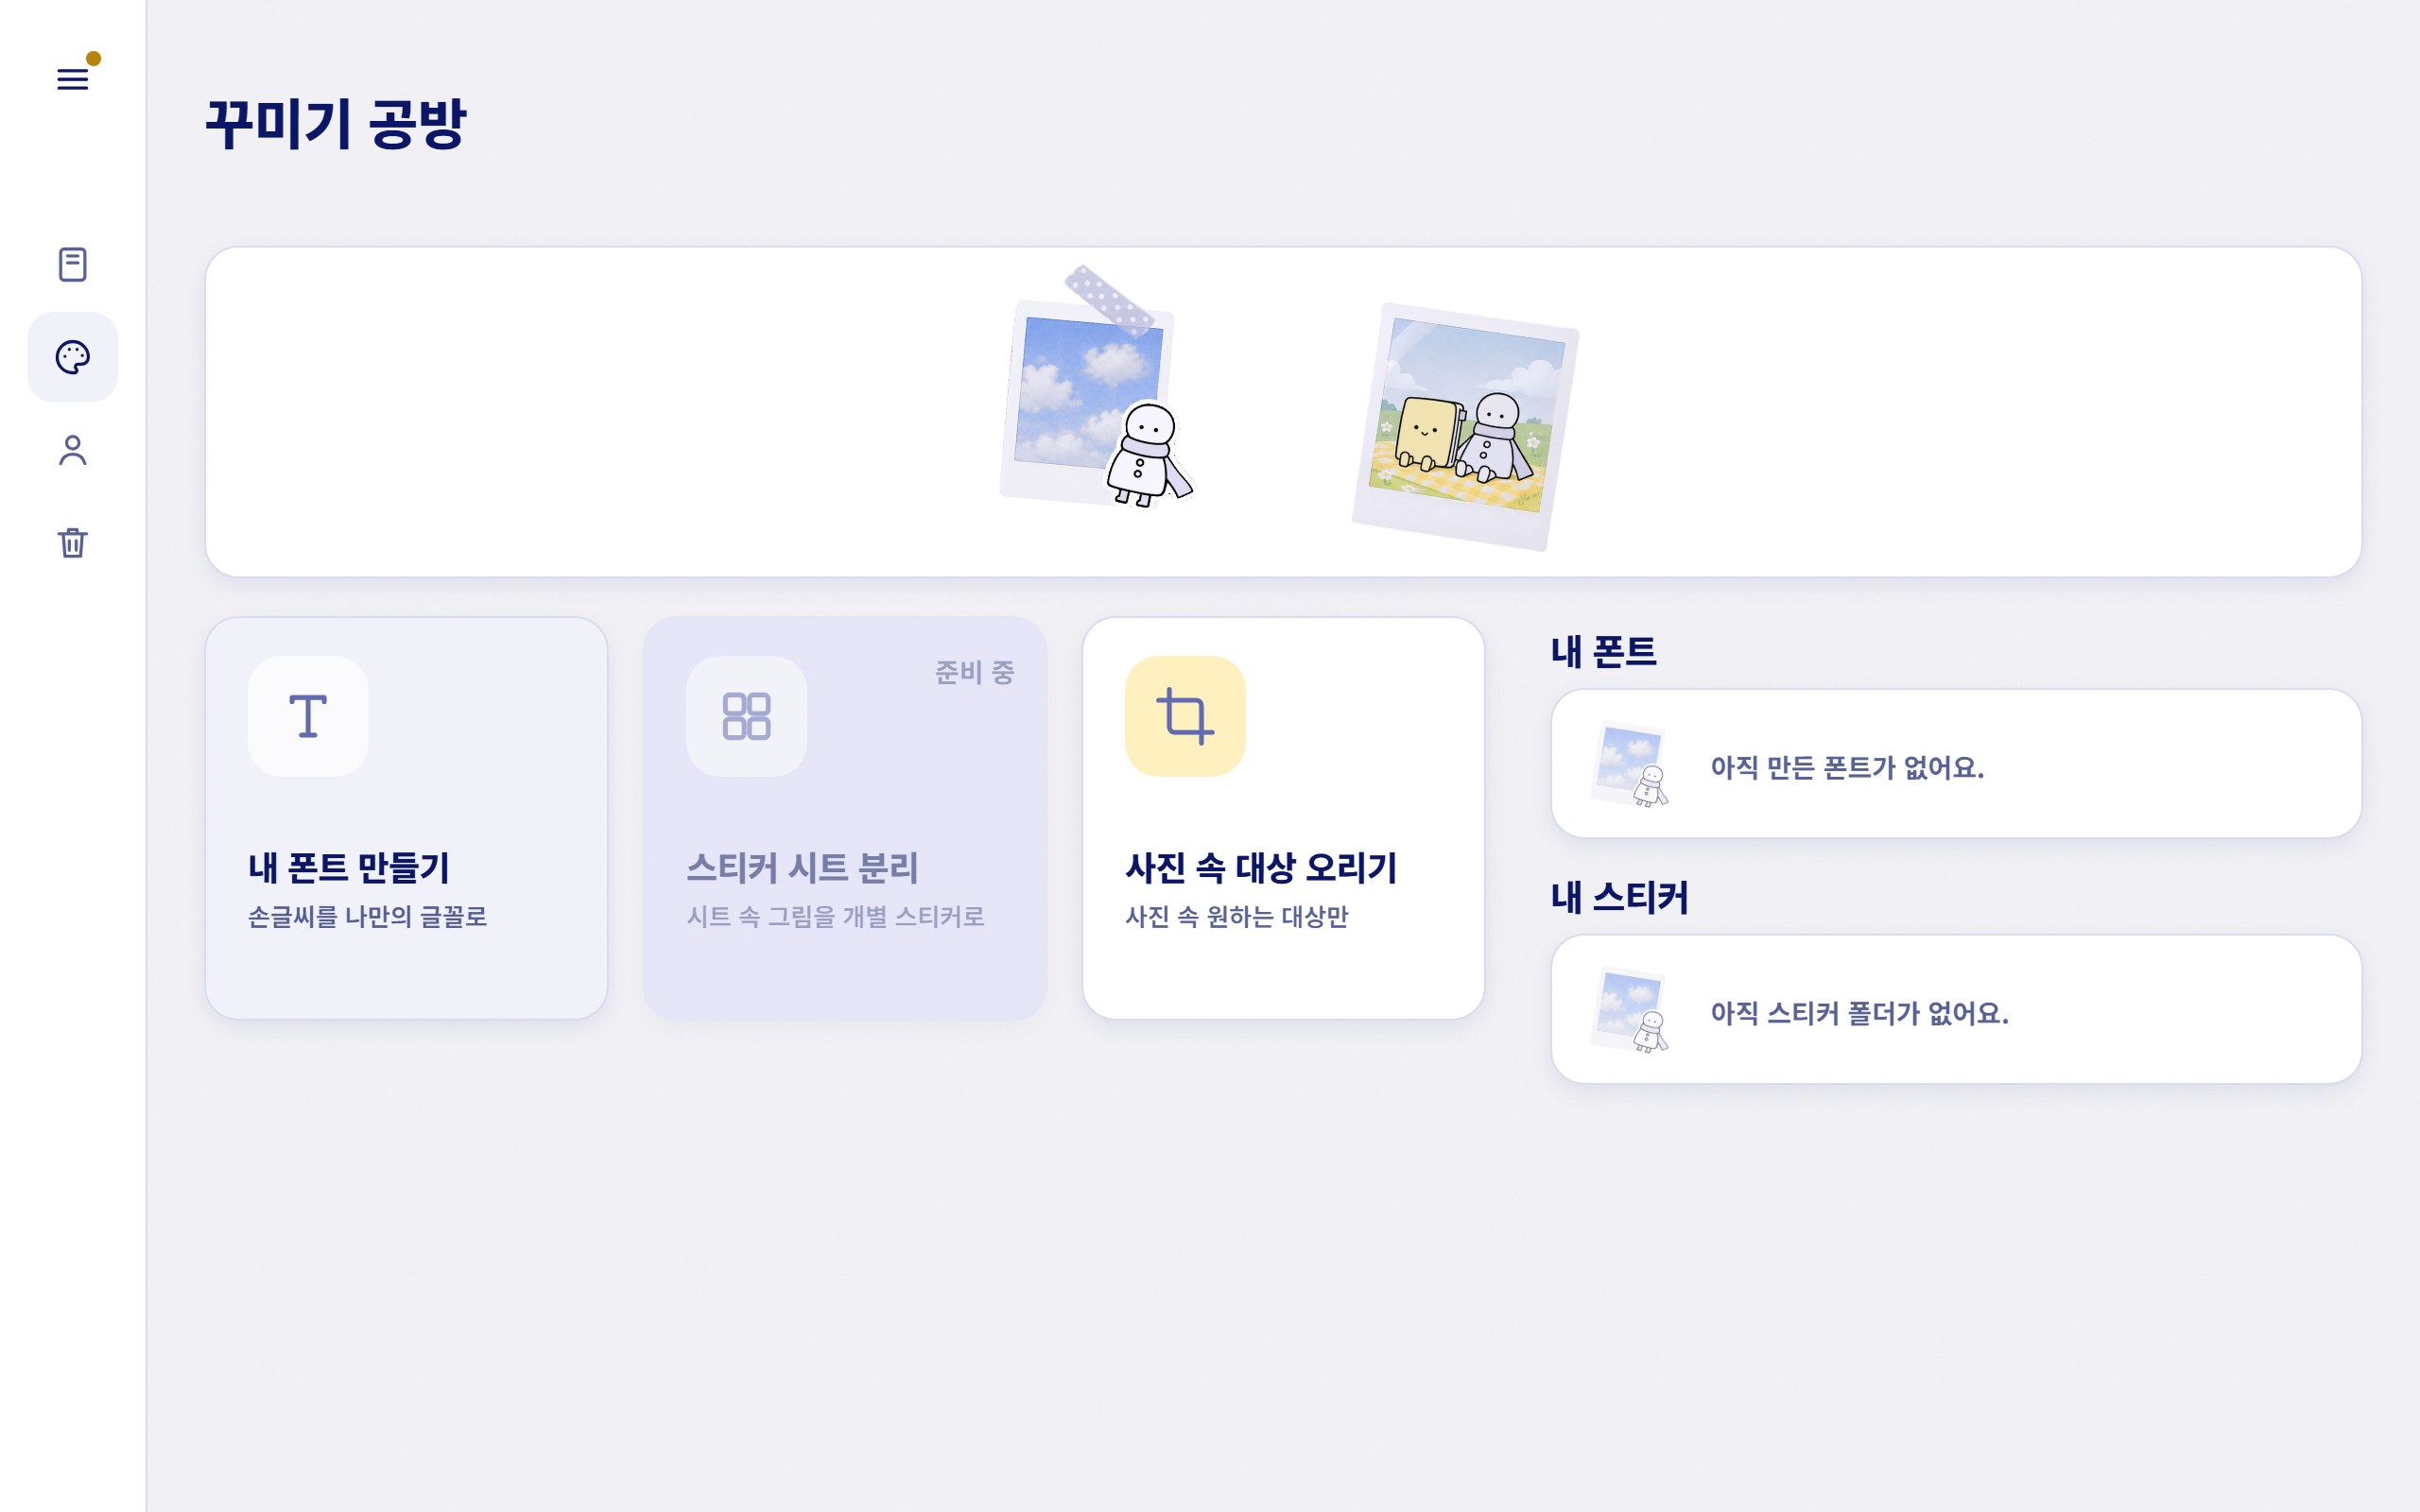 꾸미기 공방
준비 중
내 폰트 만들기
손글씨를 나만의 글꼴로
스티커 시트 분리
시트 속 그림을 개별 스티커로
사진 속 대상 오리기
사진 속 원하는 대상만
내 폰트
아직 만든 폰트가 없어요.
내 스티커
아직 스티커 폴더가 없어요.